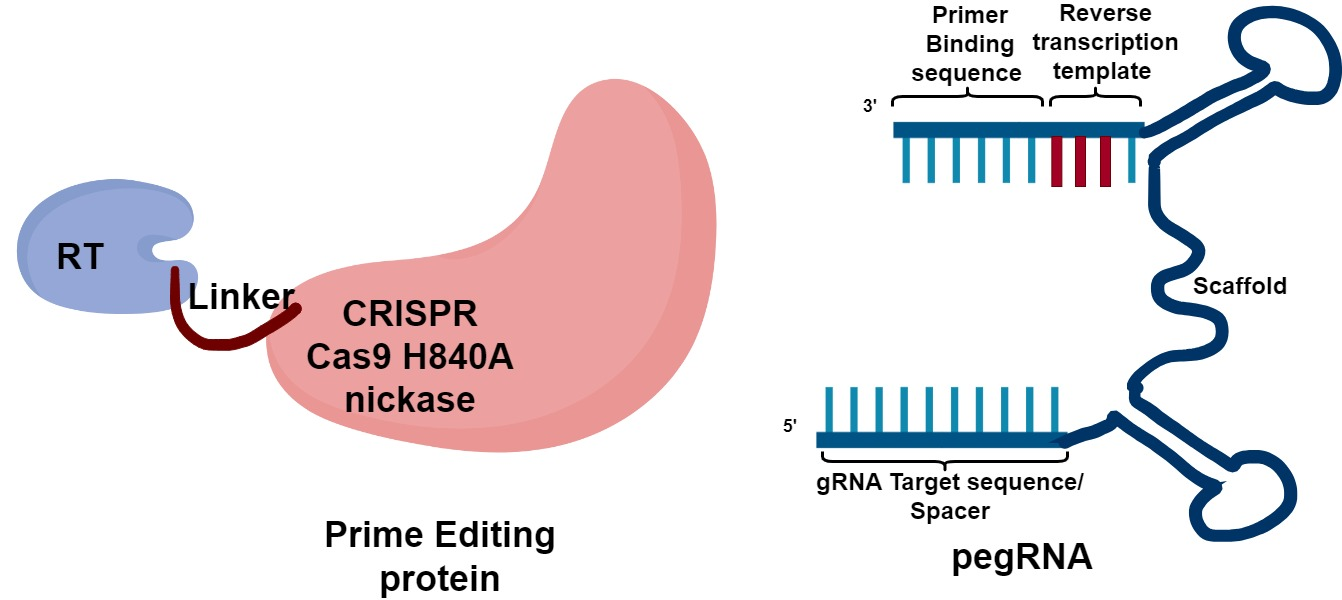 RT
Linker
CRISPR
Cas9 H840A
nickase
Prime Editing
protein
Primer
Binding
sequence
Reverse
transcription
template
3'
Scaffold
5'
gRNA Target sequence/
Spacer
pegRNA